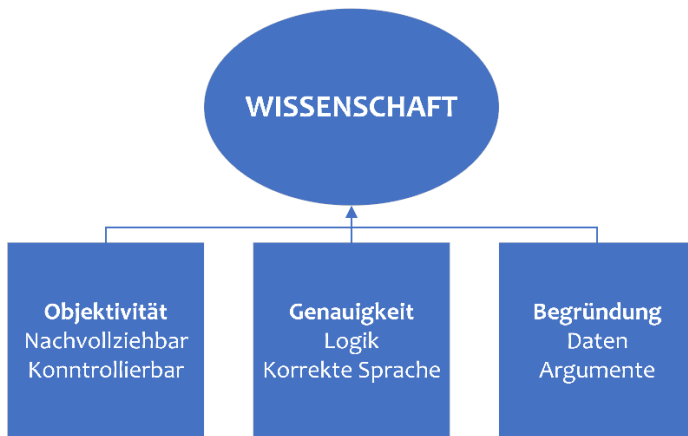 WISSENSCHAFT
Objektivität
Nachvollziehbar
Konntrollierbar
Genauigkeit
Logik
Korrekte Sprache
Begründung
Daten
Argumente